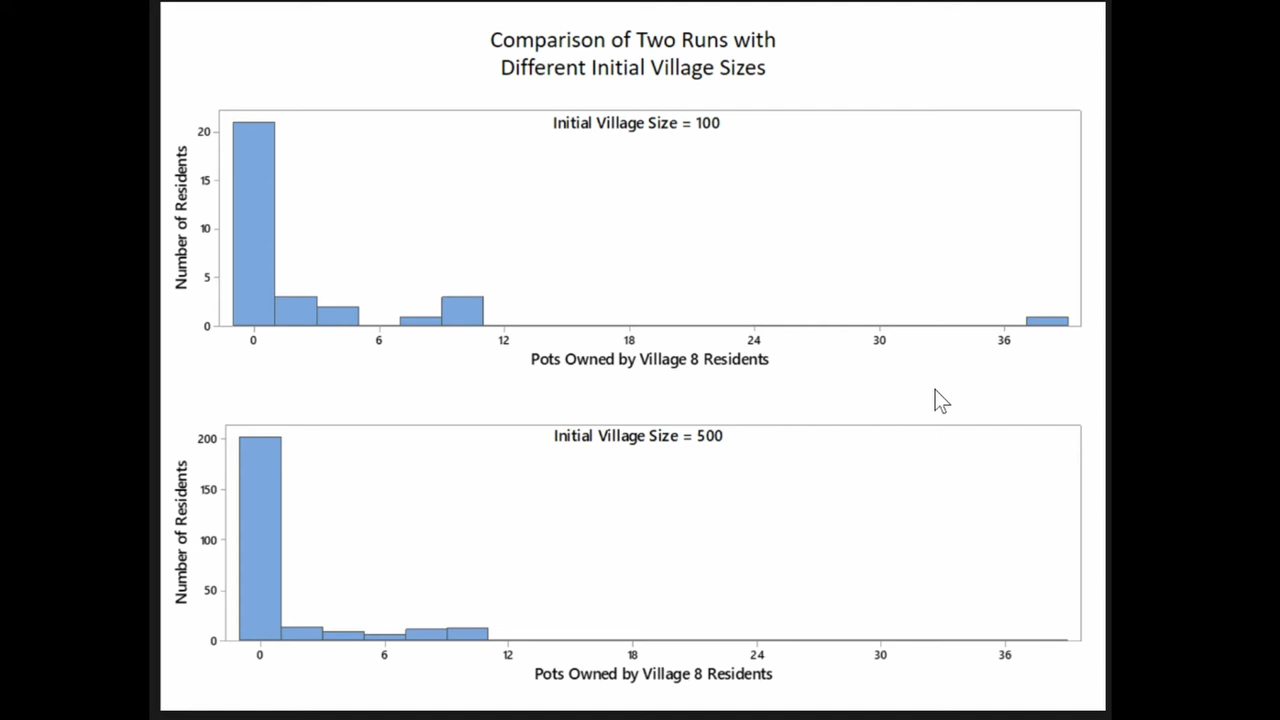 Comparison of Two Runs with
Different Initial Village Sizes
Initial Village Size = 100
Number of Residents
20
15
10
5
0
0 6 12 18 24 30 36
Pots Owned by Village 8 Residents
Initial Village Size = 500
Number of Residents
200
150
100
50
0
0 6 12 18 24 30 36
Pots Owned by Village 8 Residents